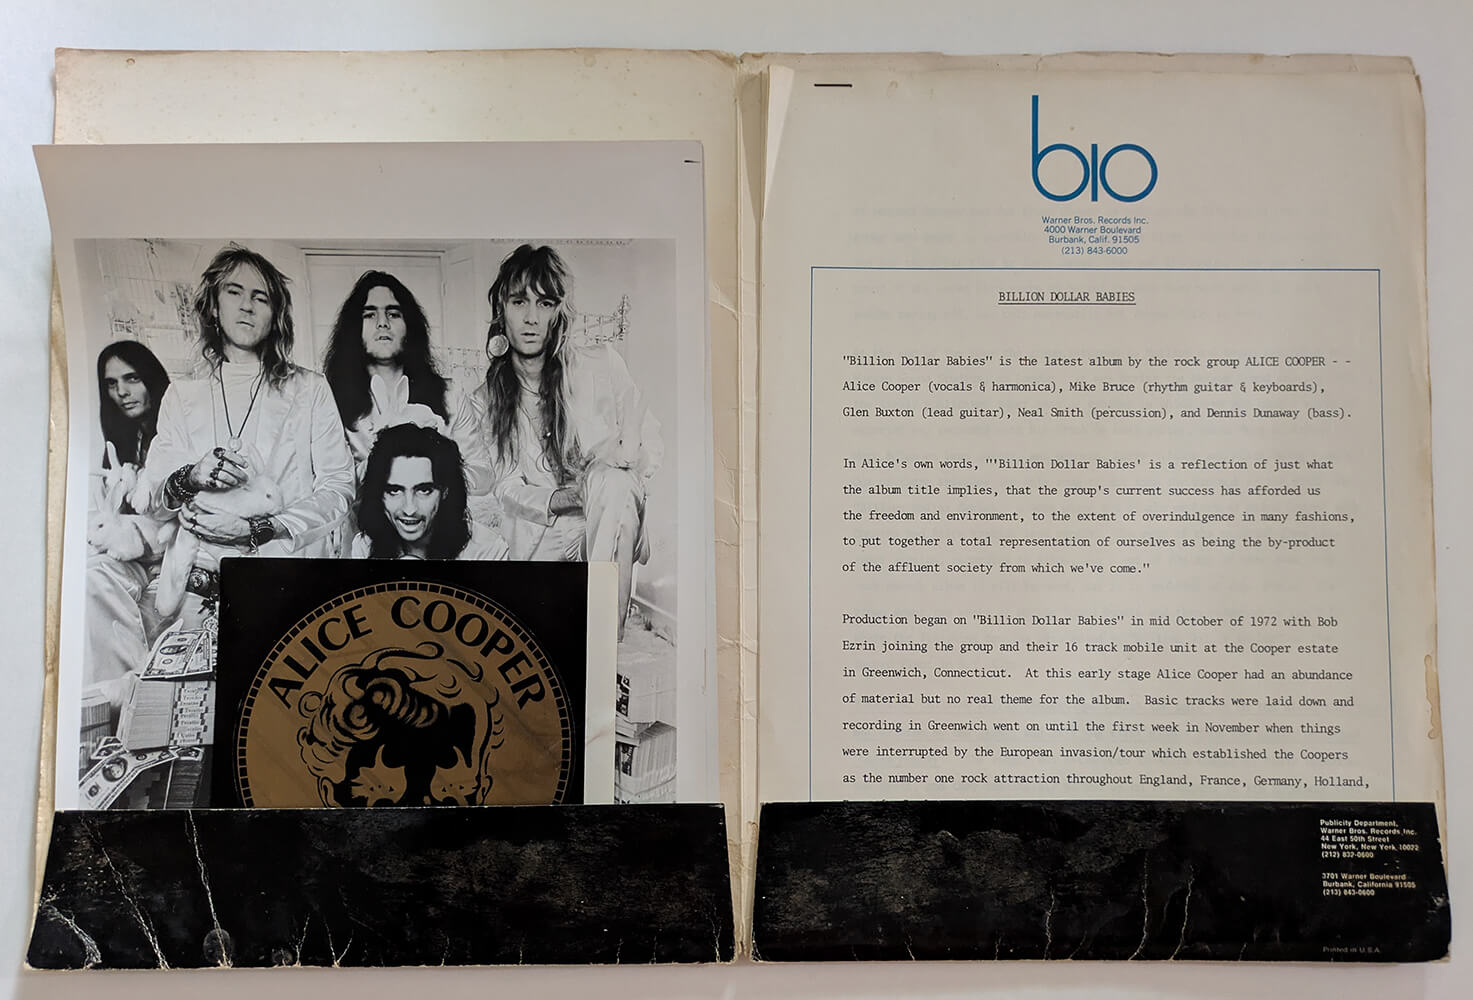 ALICE COOPER
bio
Warner Bros. Records Inc.
4000 Warner Boulevard
Burbank, Calif. 91505
(213) 843-6000
BILLION DOLLAR BABIES
"Billion Dollar Babies" is the latest album by the rock group ALICE COOPER - -
Alice Cooper (vocals & harmonica), Mike Bruce (rhythm guitar & keyboards),
Glen Buxton (lead guitar), Neal Smith (percussion), and Dennis Dunaway (bass).
In Alice's own words, "'Billion Dollar Babies' is a reflection of just what
the album title implies, that the group's current success has afforded us
the freedom and environment, to the extent of overindulgence in many fashions,
to put together a total representation of ourselves as being the by-product
of the affluent society from which we've come."
Production began on "Billion Dollar Babies" in mid October of 1972 with Bob
Ezrin joining the group and their 16 track mobile unit at the Cooper estate
in Greenwich, Connecticut. At this early stage Alice Cooper had an abundance
of material but no real theme for the album. Basic tracks were laid down and
recording in Greenwich went on until the first week in November when things
were interrupted by the European invasion/tour which established the Coopers
as the number one rock attraction throughout England, France, Germany, Holland,
Publicity Department,
Warner Bros. Records, Inc.
44 East 50th Street
New York, New York 10022
(212) 832-0600
3701 Warner Boulevard
Burbank, California 91505
(213) 843-0600
Printed in U.S.A.